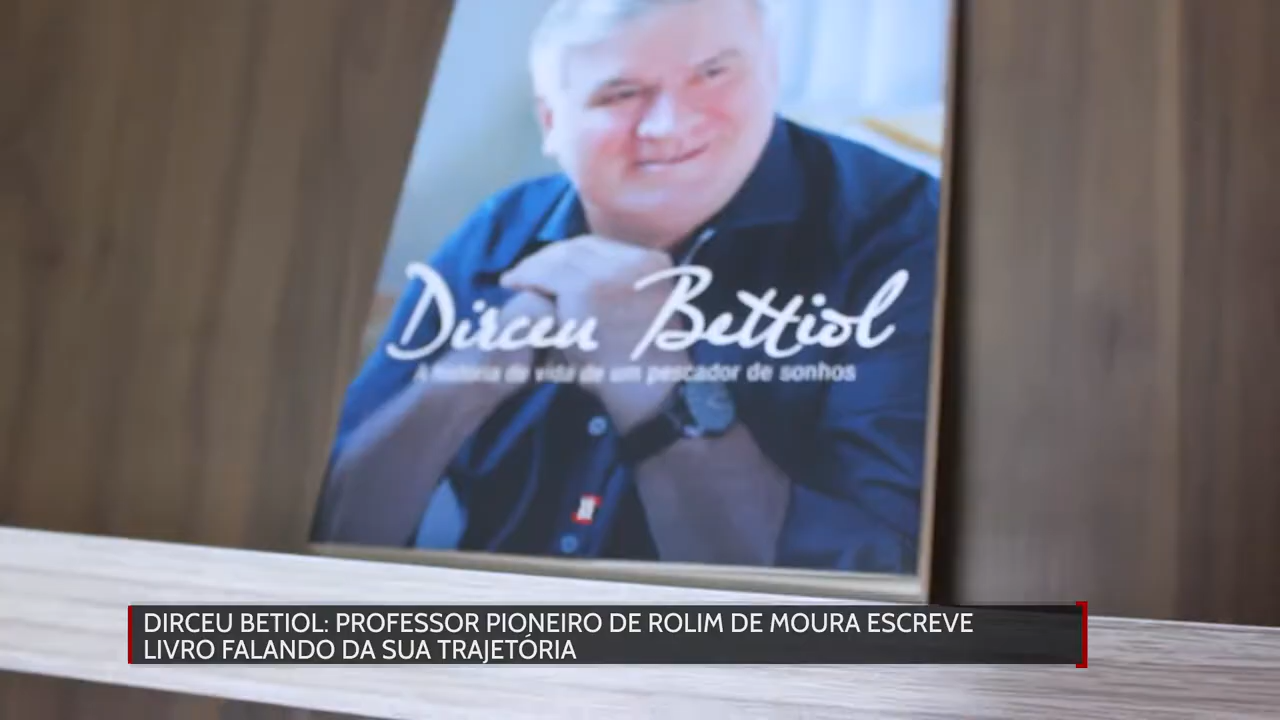 Dirceu Bettiol
A história de vida de um pescador de sonhos
DIRCEU BETIOL: PROFESSOR PIONEIRO DE ROLIM DE MOURA ESCREVE
LIVRO FALANDO DA SUA TRAJETÓRIA